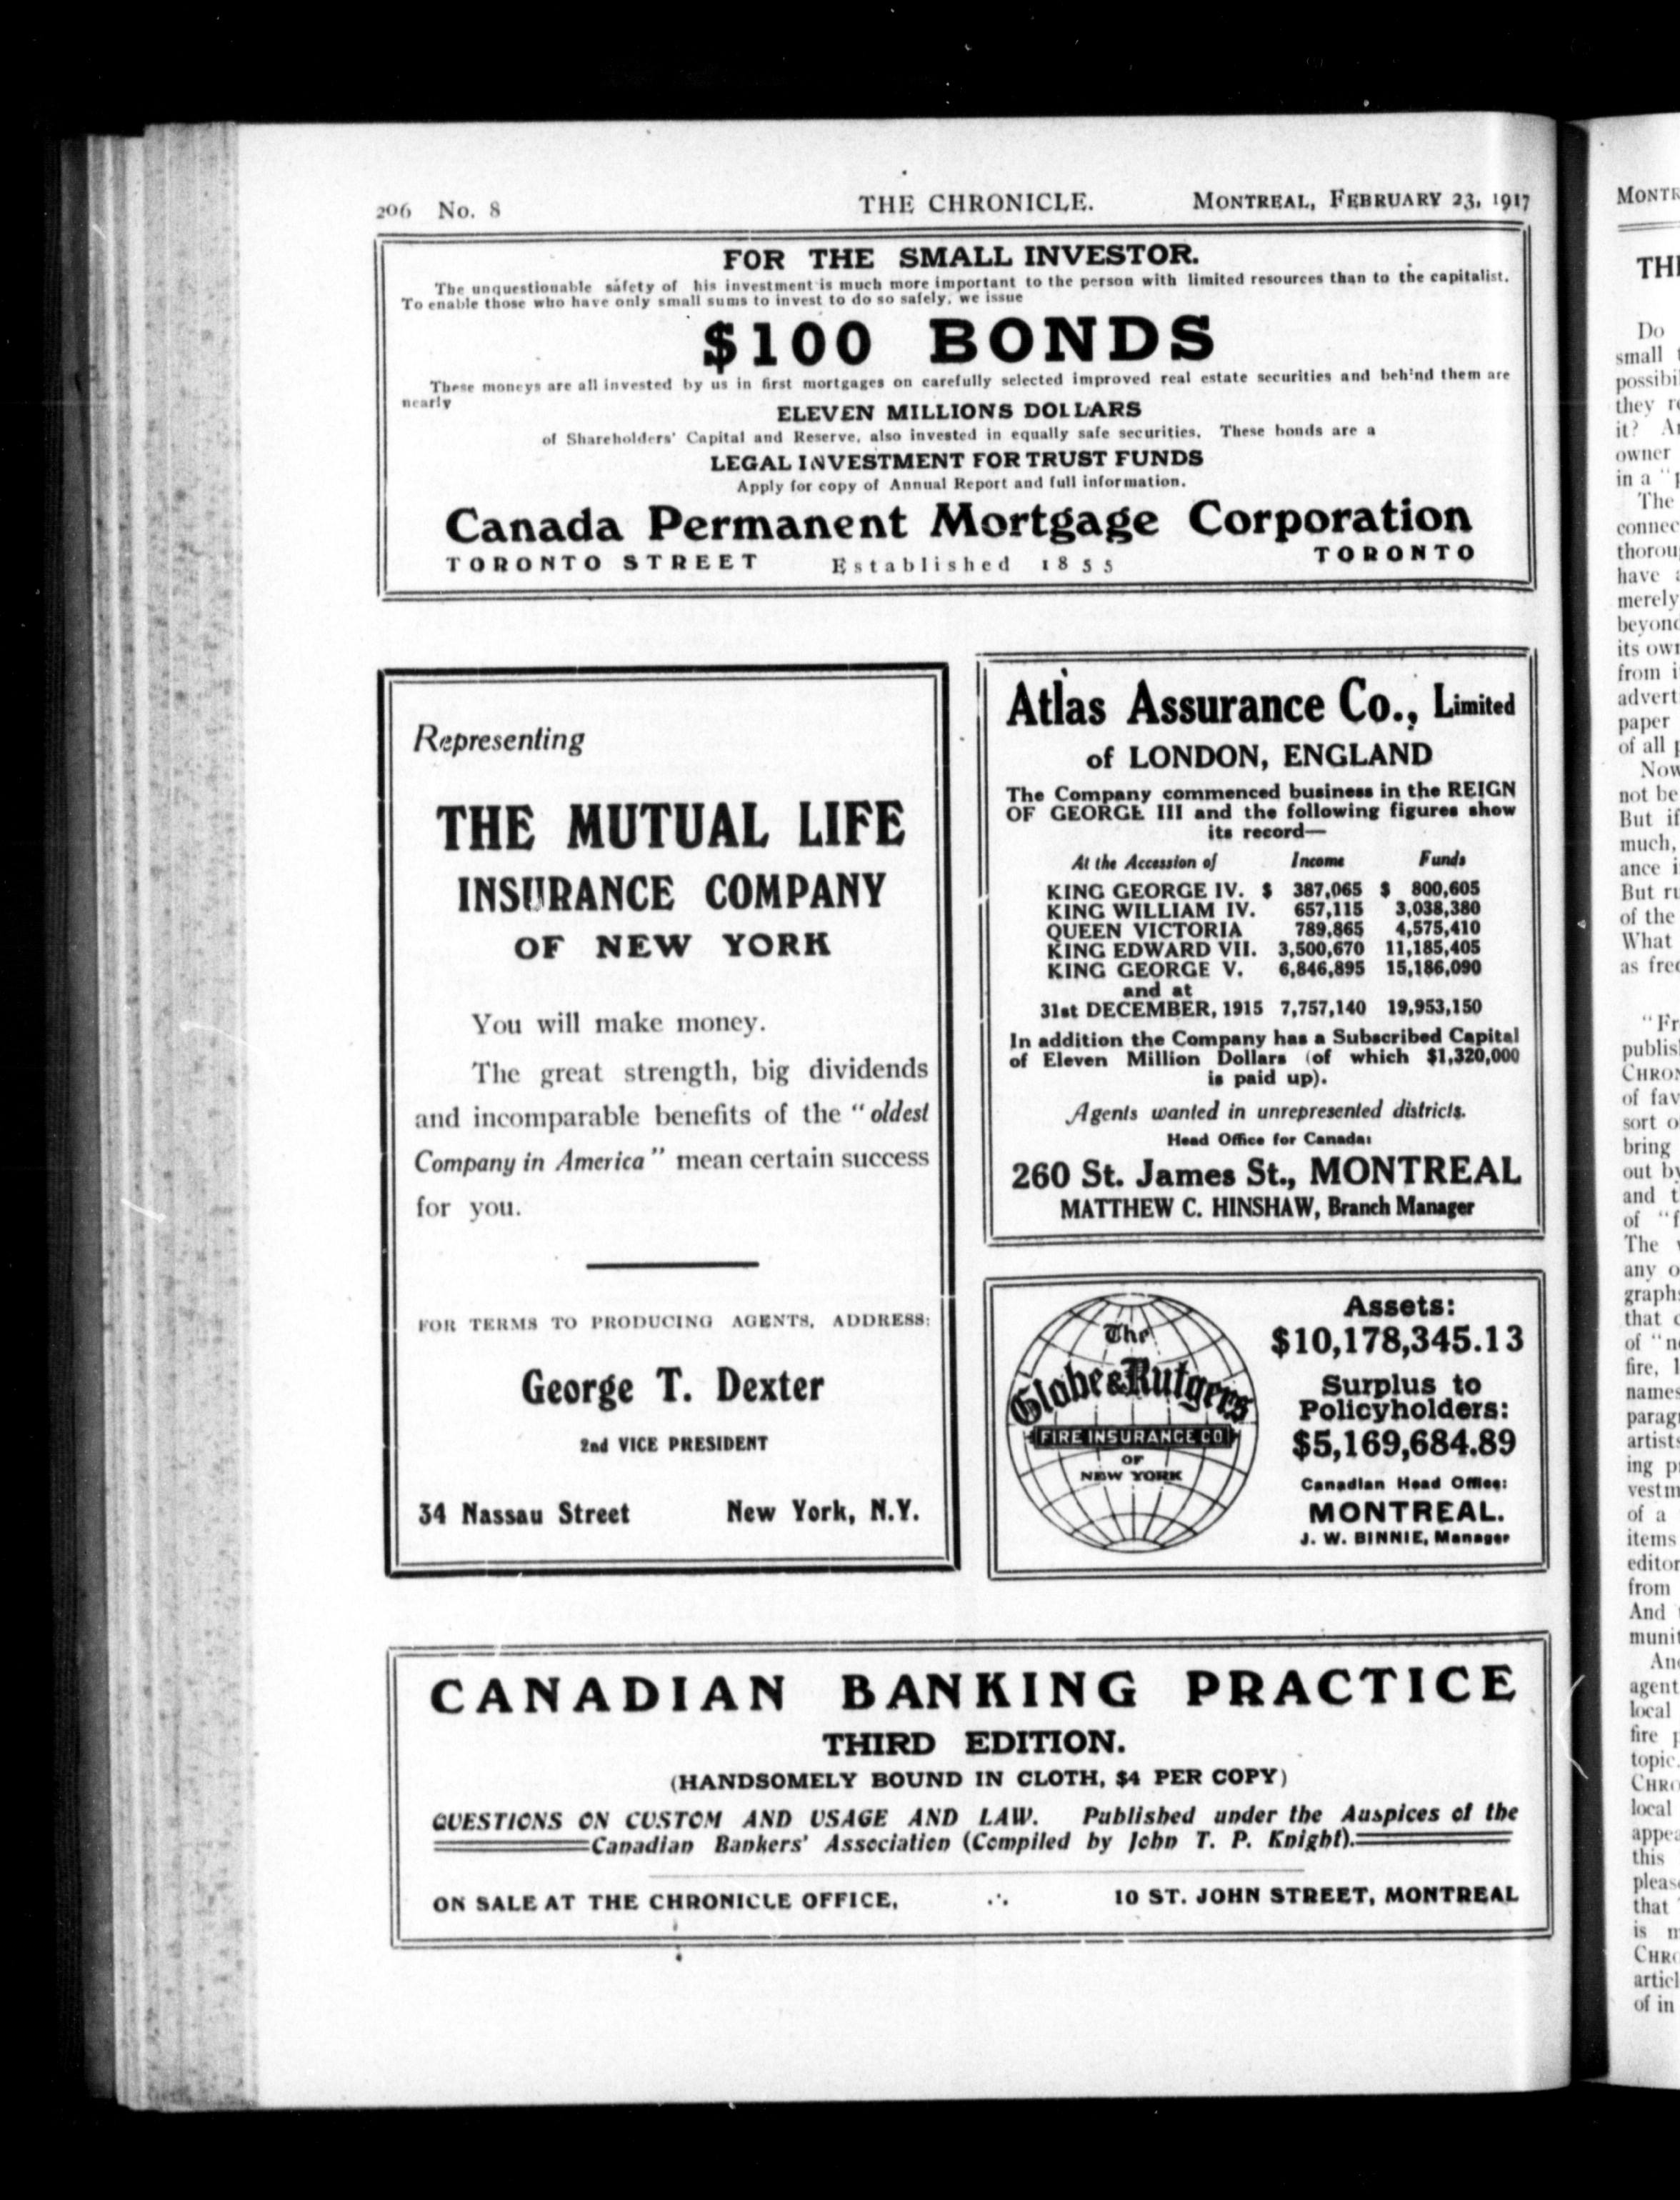 206 No. 8
THE CHRONICLE.
MONTREAL, FEBRUARY 23, 1917
FOR THE SMALL INVESTOR.
The unquestionable safety of his investment is much more important to the person with limited resources than to the capitalist.
To enable those who have only small sums to invest to do so safely, we issue
$100 BONDS
These moneys are all invested by us in first mortgages on carefully selected improved real estate securities and behind them are
nearly
ELEVEN MILLIONS DOLLARS
of Shareholders' Capital and Reserve, also invested in equally safe securities. These bonds are a
LEGAL INVESTMENT FOR TRUST FUNDS
Apply for copy of Annual Report and full information.
Canada Permanent Mortgage Corporation
TORONTO STREET Established 1855 TORONTO
Representing
THE MUTUAL LIFE
INSURANCE COMPANY
OF NEW YORK
You will make money.
The great strength, big dividends
and incomparable benefits of the "oldest
Company in America" mean certain success
for you.
FOR TERMS TO PRODUCING AGENTS, ADDRESS:
George T. Dexter
2nd VICE PRESIDENT
34 Nassau Street New York, N.Y.
Atlas Assurance Co., Limited
of LONDON, ENGLAND
The Company commenced business in the REIGN
OF GEORGE III and the following figures show
its record—
At the Accession of Income Funds
KING GEORGE IV. $ 387,065 $ 800,605
KING WILLIAM IV. 657,115 3,038,380
QUEEN VICTORIA 789,865 4,575,410
KING EDWARD VII. 3,500,670 11,185,405
KING GEORGE V. 6,846,895 15,186,090
and at
31st DECEMBER, 1915 7,757,140 19,953,150
In addition the Company has a Subscribed Capital
of Eleven Million Dollars (of which $1,320,000
is paid up).
Agents wanted in unrepresented districts.
Head Office for Canada:
260 St. James St., MONTREAL
MATTHEW C. HINSHAW, Branch Manager
The
Globe & Rutgers
FIRE INSURANCE CO
OF
NEW YORK
Assets:
$10,178,345.13
Surplus to
Policyholders:
$5,169,684.89
Canadian Head Office:
MONTREAL.
J. W. BINNIE, Manager
CANADIAN BANKING PRACTICE
THIRD EDITION.
(HANDSOMELY BOUND IN CLOTH, $4 PER COPY)
QUESTIONS ON CUSTOM AND USAGE AND LAW. Published under the Auspices of the
Canadian Bankers' Association (Compiled by John T. P. Knight).
ON SALE AT THE CHRONICLE OFFICE, ∴ 10 ST. JOHN STREET, MONTREAL